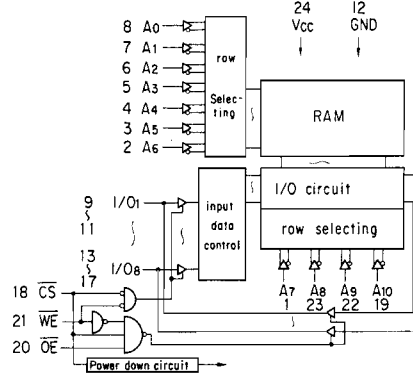 24 12
Vcc GND
8 A0
7 A1
6 A2
5 A3
4 A4
3 A5
2 A6
row
Selec-
ting
RAM
I/O circuit
row selecting
9
~
11
13
~
17
I/O1
I/O8
input
data
control
A7 A8 A9 A10
1 23 22 19
18 CS
21 WE
20 OE
Power down circuit